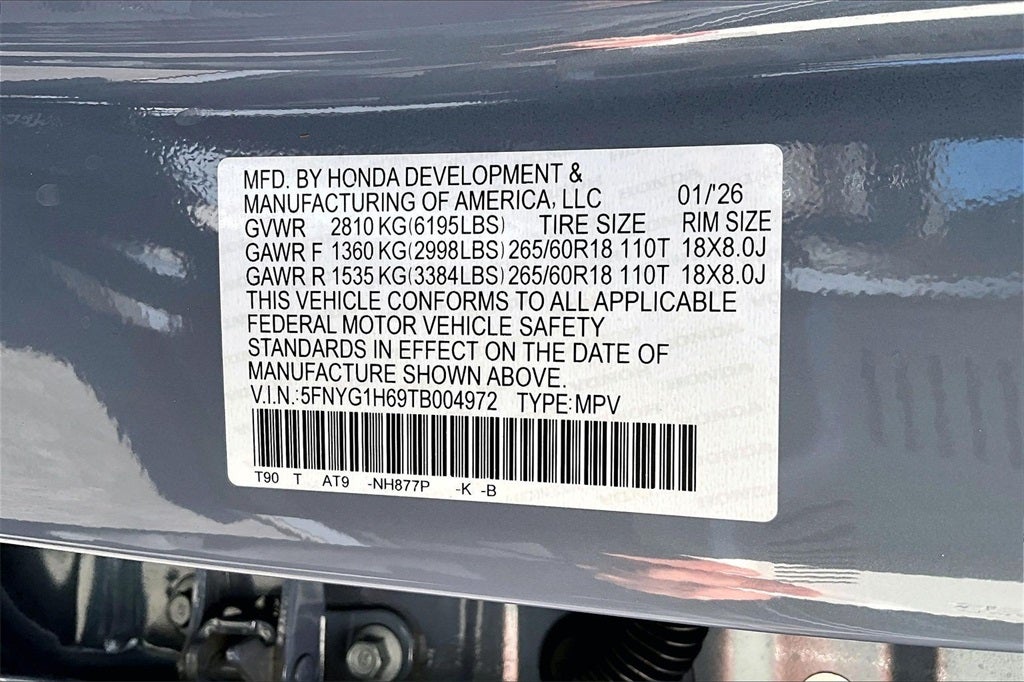 MFD. BY HONDA DEVELOPMENT &
MANUFACTURING OF AMERICA, LLC 01/'26
GVWR 2810 KG(6195LBS) TIRE SIZE RIM SIZE
GAWR F 1360 KG(2998LBS) 265/60R18 110T 18X8.0J
GAWR R 1535 KG(3384LBS) 265/60R18 110T 18X8.0J
THIS VEHICLE CONFORMS TO ALL APPLICABLE
FEDERAL MOTOR VEHICLE SAFETY
STANDARDS IN EFFECT ON THE DATE OF
MANUFACTURE SHOWN ABOVE.
V.I.N.:5FNYG1H69TB004972 TYPE:MPV
T90 T AT9 -NH877P -K -B